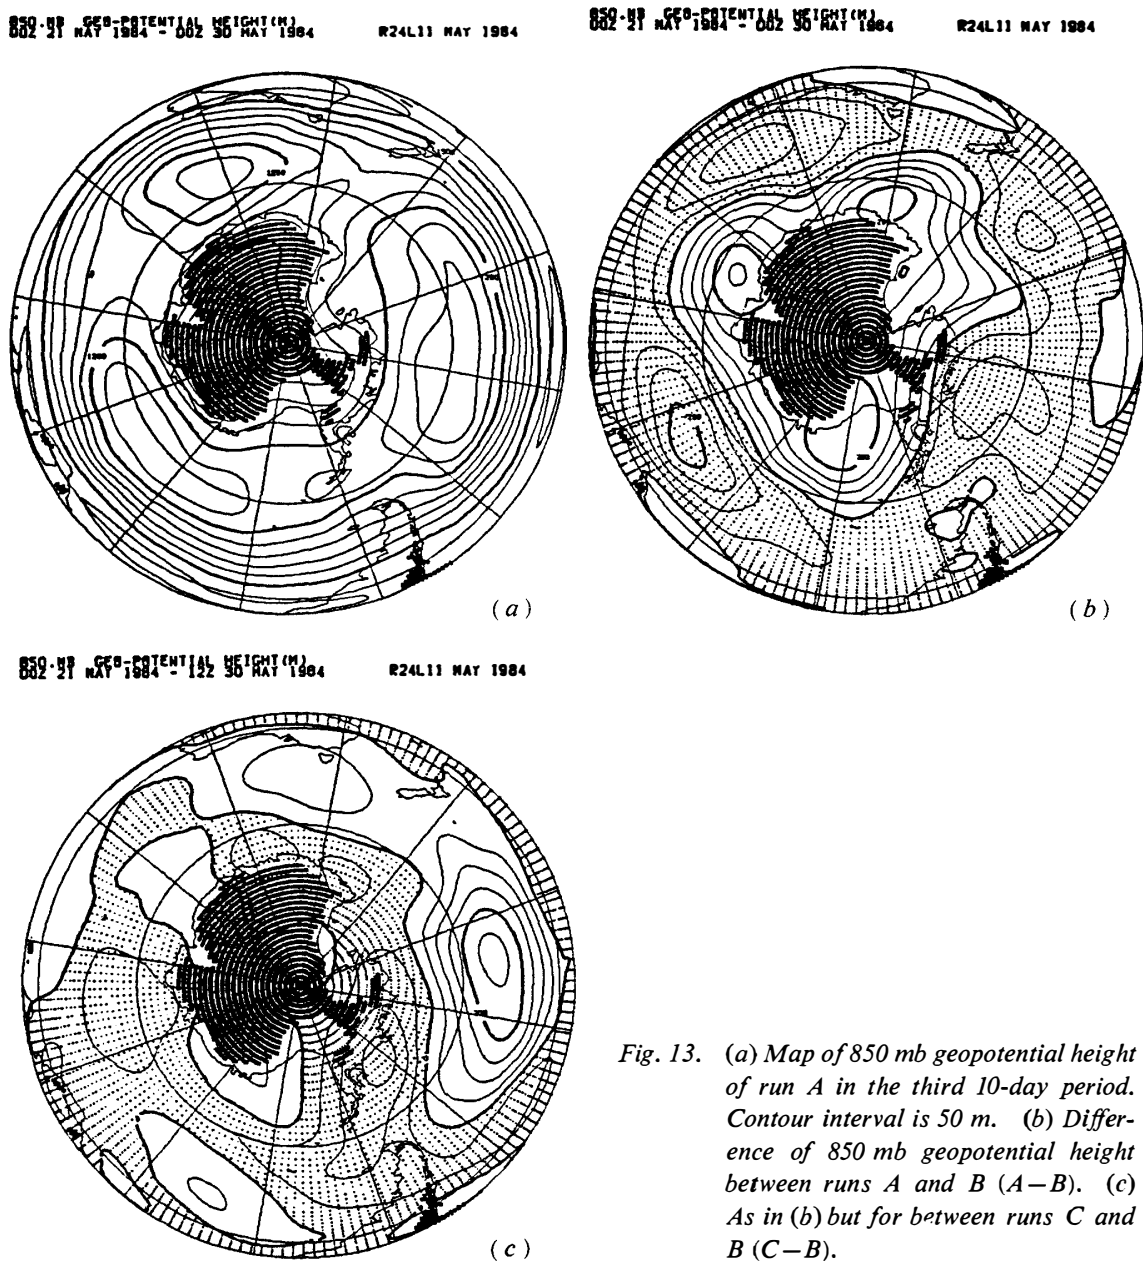 850.MB GEO-POTENTIAL HEIGHT(M)
00Z 21 MAY 1984 - 00Z 30 MAY 1984 R24L11 MAY 1984
850.MB GEO-POTENTIAL HEIGHT(M)
00Z 21 MAY 1984 - 00Z 30 MAY 1984 R24L11 MAY 1984
1250
(a)
(b)
850.MB GEO-POTENTIAL HEIGHT(M)
00Z 21 MAY 1984 - 12Z 30 MAY 1984 R24L11 MAY 1984
(c)
Fig. 13. (a) Map of 850 mb geopotential height
of run A in the third 10-day period.
Contour interval is 50 m. (b) Differ-
ence of 850 mb geopotential height
between runs A and B (A−B). (c)
As in (b) but for between runs C and
B (C−B).